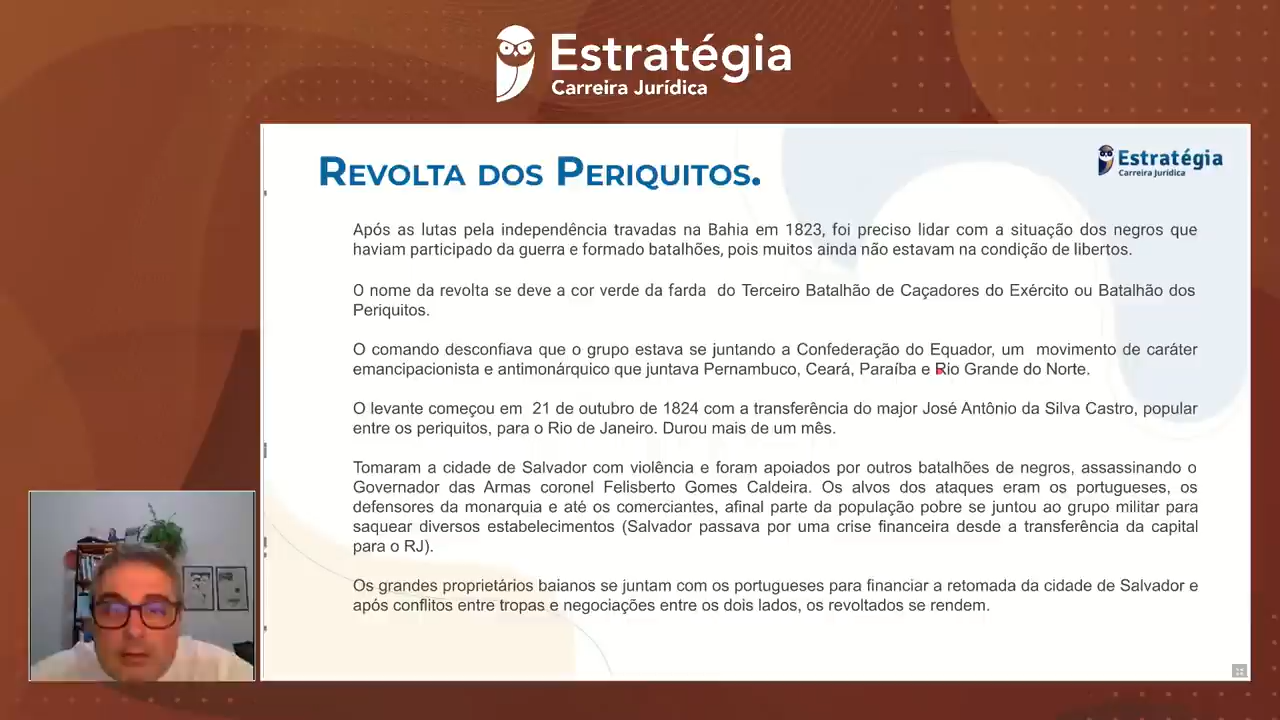 Estratégia
Carreira Jurídica
REVOLTA DOS PERIQUITOS.
Estratégia
Carreira Jurídica
Após as lutas pela independência travadas na Bahia em 1823, foi preciso lidar com a situação dos negros que
haviam participado da guerra e formado batalhões, pois muitos ainda não estavam na condição de libertos.
O nome da revolta se deve a cor verde da farda do Terceiro Batalhão de Caçadores do Exército ou Batalhão dos
Periquitos.
O comando desconfiava que o grupo estava se juntando a Confederação do Equador, um movimento de caráter
emancipacionista e antimonárquico que juntava Pernambuco, Ceará, Paraíba e Rio Grande do Norte.
O levante começou em 21 de outubro de 1824 com a transferência do major José Antônio da Silva Castro, popular
entre os periquitos, para o Rio de Janeiro. Durou mais de um mês.
Tomaram a cidade de Salvador com violência e foram apoiados por outros batalhões de negros, assassinando o
Governador das Armas coronel Felisberto Gomes Caldeira. Os alvos dos ataques eram os portugueses, os
defensores da monarquia e até os comerciantes, afinal parte da população pobre se juntou ao grupo militar para
saquear diversos estabelecimentos (Salvador passava por uma crise financeira desde a transferência da capital
para o RJ).
Os grandes proprietários baianos se juntam com os portugueses para financiar a retomada da cidade de Salvador e
após conflitos entre tropas e negociações entre os dois lados, os revoltados se rendem.